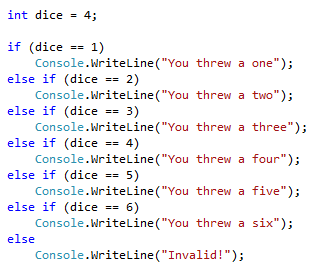 int dice = 4;
if (dice == 1)
Console.WriteLine("You threw a one");
else if (dice == 2)
Console.WriteLine("You threw a two");
else if (dice == 3)
Console.WriteLine("You threw a three");
else if (dice == 4)
Console.WriteLine("You threw a four");
else if (dice == 5)
Console.WriteLine("You threw a five");
else if (dice == 6)
Console.WriteLine("You threw a six");
else
Console.WriteLine("Invalid!");